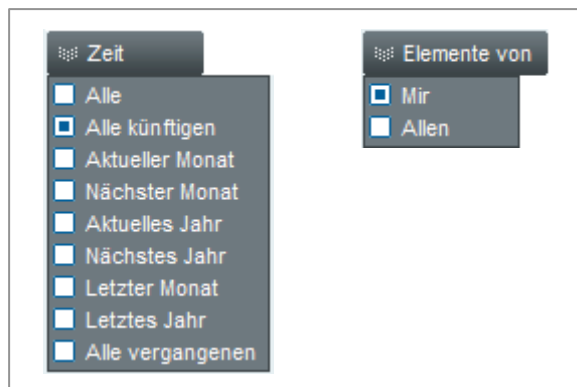 Zeit
Alle
Alle künftigen
Aktueller Monat
Nächster Monat
Aktuelles Jahr
Nächstes Jahr
Letzter Monat
Letztes Jahr
Alle vergangenen
Elemente von
Mir
Allen